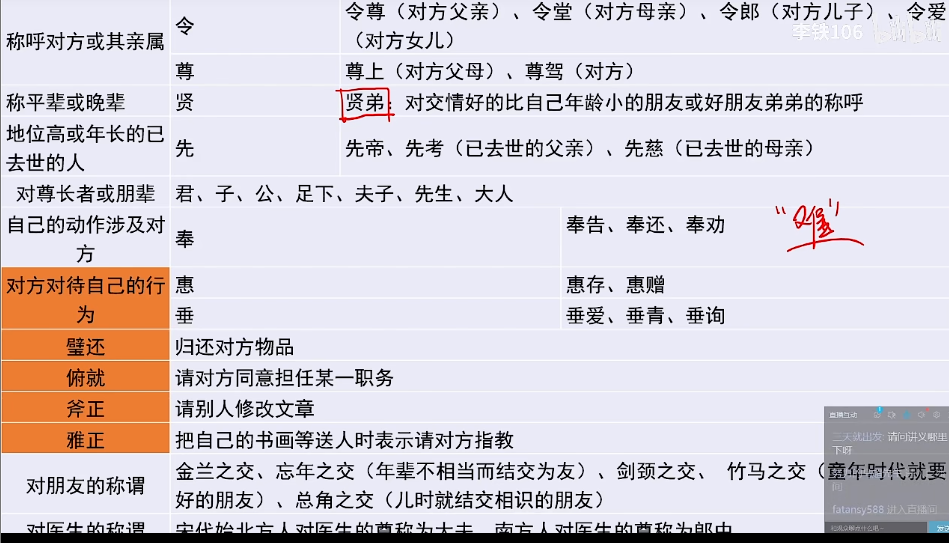 令尊（对方父亲）、令堂（对方母亲）、令郎（对方儿子）、令爱
称呼对方或其亲属 令
（对方女儿）
李铁106 bilibili
尊 尊上（对方父母）、尊驾（对方）
称平辈或晚辈 贤 贤弟：对交情好的比自己年龄小的朋友或好朋友弟弟的称呼
地位高或年长的已
去世的人 先 先帝、先考（已去世的父亲）、先慈（已去世的母亲）
对尊长者或朋辈 君、子、公、足下、夫子、先生、大人
自己的动作涉及对
方 奉 奉告、奉还、奉劝
“难”
对方对待自己的行
为 惠 惠存、惠赠
垂 垂爱、垂青、垂询
璧还 归还对方物品
俯就 请对方同意担任某一职务
斧正 请别人修改文章
雅正 把自己的书画等送人时表示请对方指教
对朋友的称谓 金兰之交、忘年之交（年辈不相当而结交为友）、刎颈之交、 竹马之交（童年时代就要
好的朋友）、总角之交（儿时就结交相识的朋友）
对医生的称谓 宋代始北方人对医生的尊称为大夫，南方人对医生的尊称为郎中
直播互动
三天就出发: 请问讲义哪里
下呀
fatansy588 进入直播间